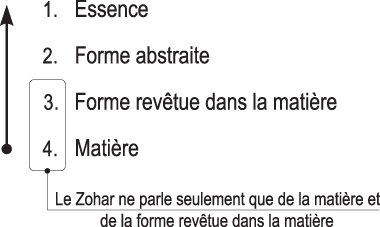 1. Essence
2. Forme abstraite
3. Forme revêtue dans la matière
4. Matière
Le Zohar ne parle seulement que de la matière et
de la forme revêtue dans la matière